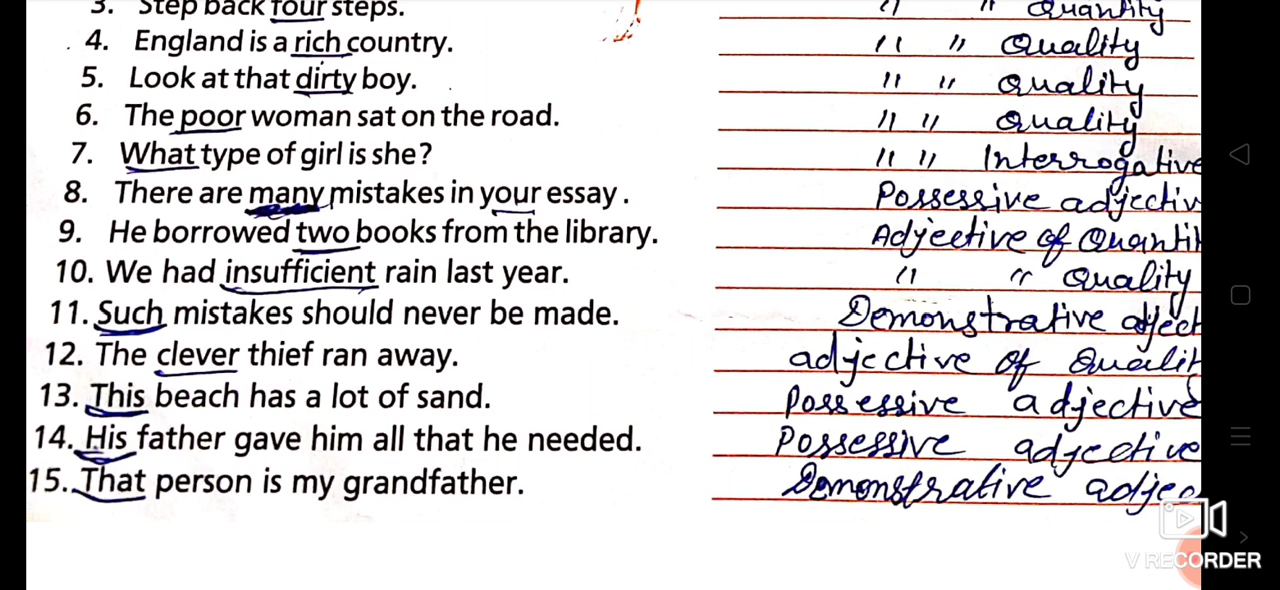 3. Step back four steps. " " Quantity
4. England is a rich country. " " Quality
5. Look at that dirty boy. " " Quality
6. The poor woman sat on the road. " " Quality
7. What type of girl is she? " " Interrogative
8. There are many mistakes in your essay. Possessive adjectiv
9. He borrowed two books from the library. Adjective of Quantit
10. We had insufficient rain last year. " " Quality
11. Such mistakes should never be made. Demonstrative adject
12. The clever thief ran away. adjective of Qualit
13. This beach has a lot of sand. Possessive adjective
14. His father gave him all that he needed. Possessive adjective
15. That person is my grandfather. Demonstrative adjec
V RECORDER